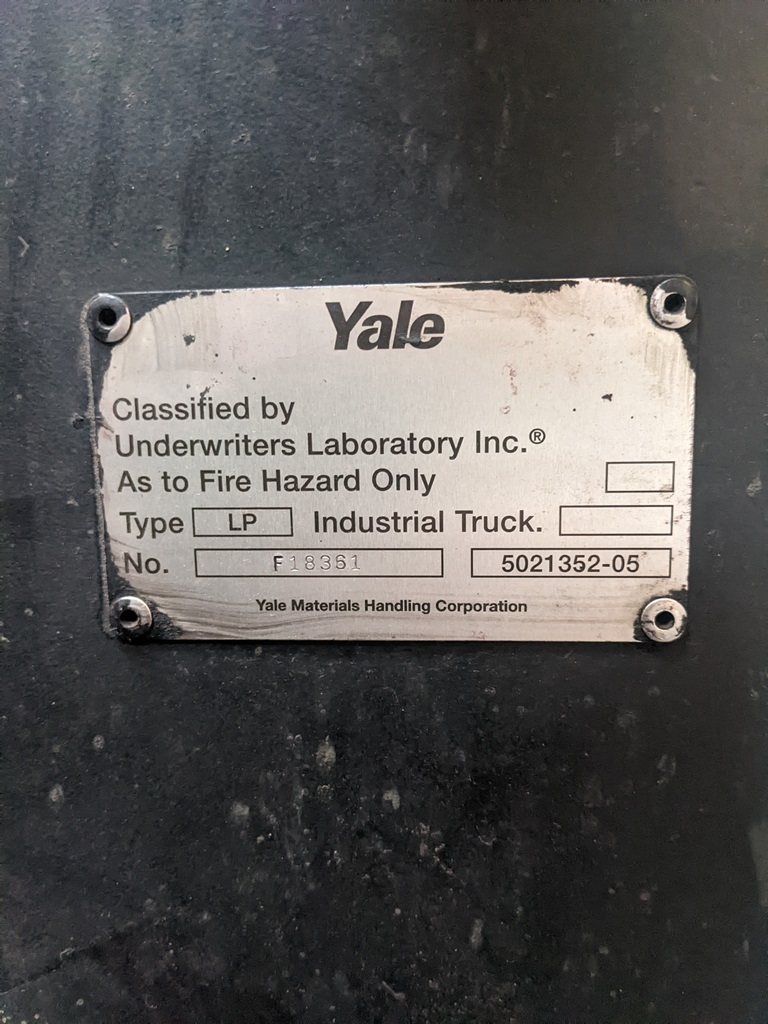 Yale
Classified by
Underwriters Laboratory Inc.®
As to Fire Hazard Only
Type LP Industrial Truck.
No. F18361 5021352-05
Yale Materials Handling Corporation